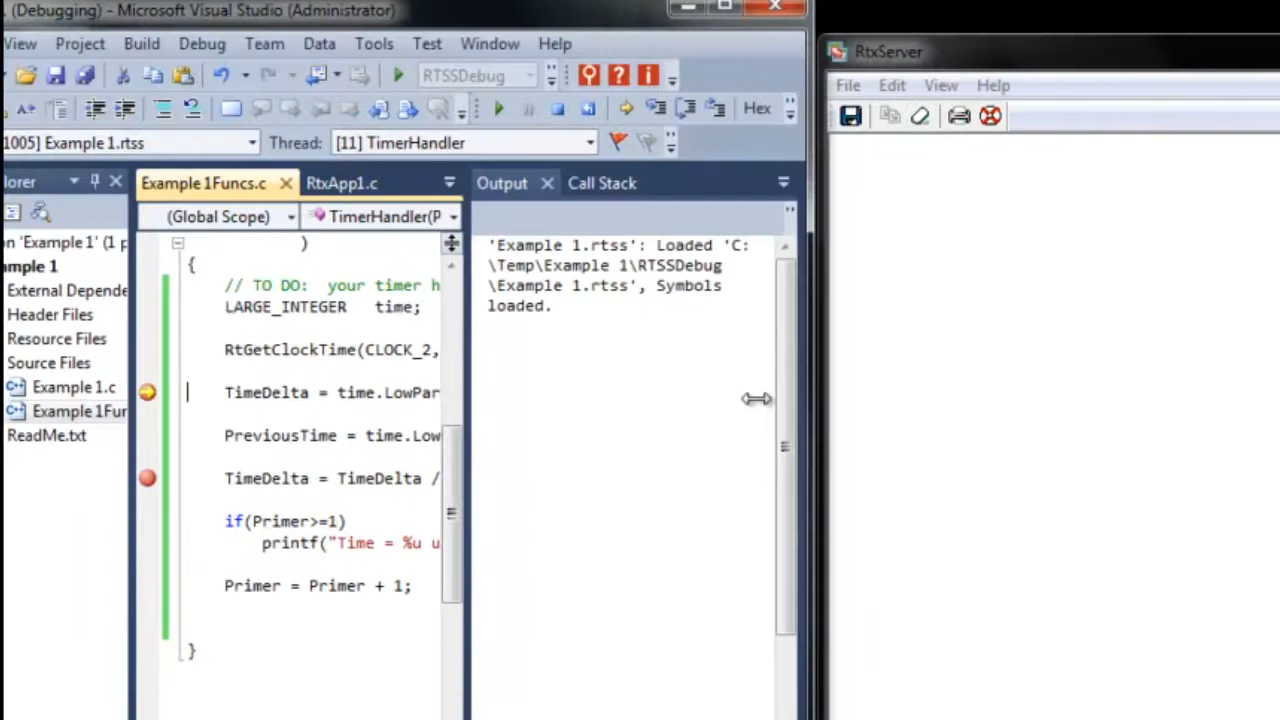 (Debugging) - Microsoft Visual Studio (Administrator)
View Project Build Debug Team Data Tools Test Window Help
RTSSDebug
Hex
1005] Example 1.rtss Thread: [11] TimerHandler
lorer
Example 1Funcs.c RtxApp1.c
(Global Scope) TimerHandler(P
on 'Example 1' (1 p
ample 1
External Depende
Header Files
Resource Files
Source Files
Example 1.c
Example 1Fur
ReadMe.txt
)
{
// TO DO: your timer h
LARGE_INTEGER time;
RtGetClockTime(CLOCK_2,
TimeDelta = time.LowPar
PreviousTime = time.Low
TimeDelta = TimeDelta /
if(Primer>=1)
printf("Time = %u u
Primer = Primer + 1;
}
Output Call Stack
'Example 1.rtss': Loaded 'C:
\Temp\Example 1\RTSSDebug
\Example 1.rtss', Symbols
loaded.
RtxServer
File Edit View Help